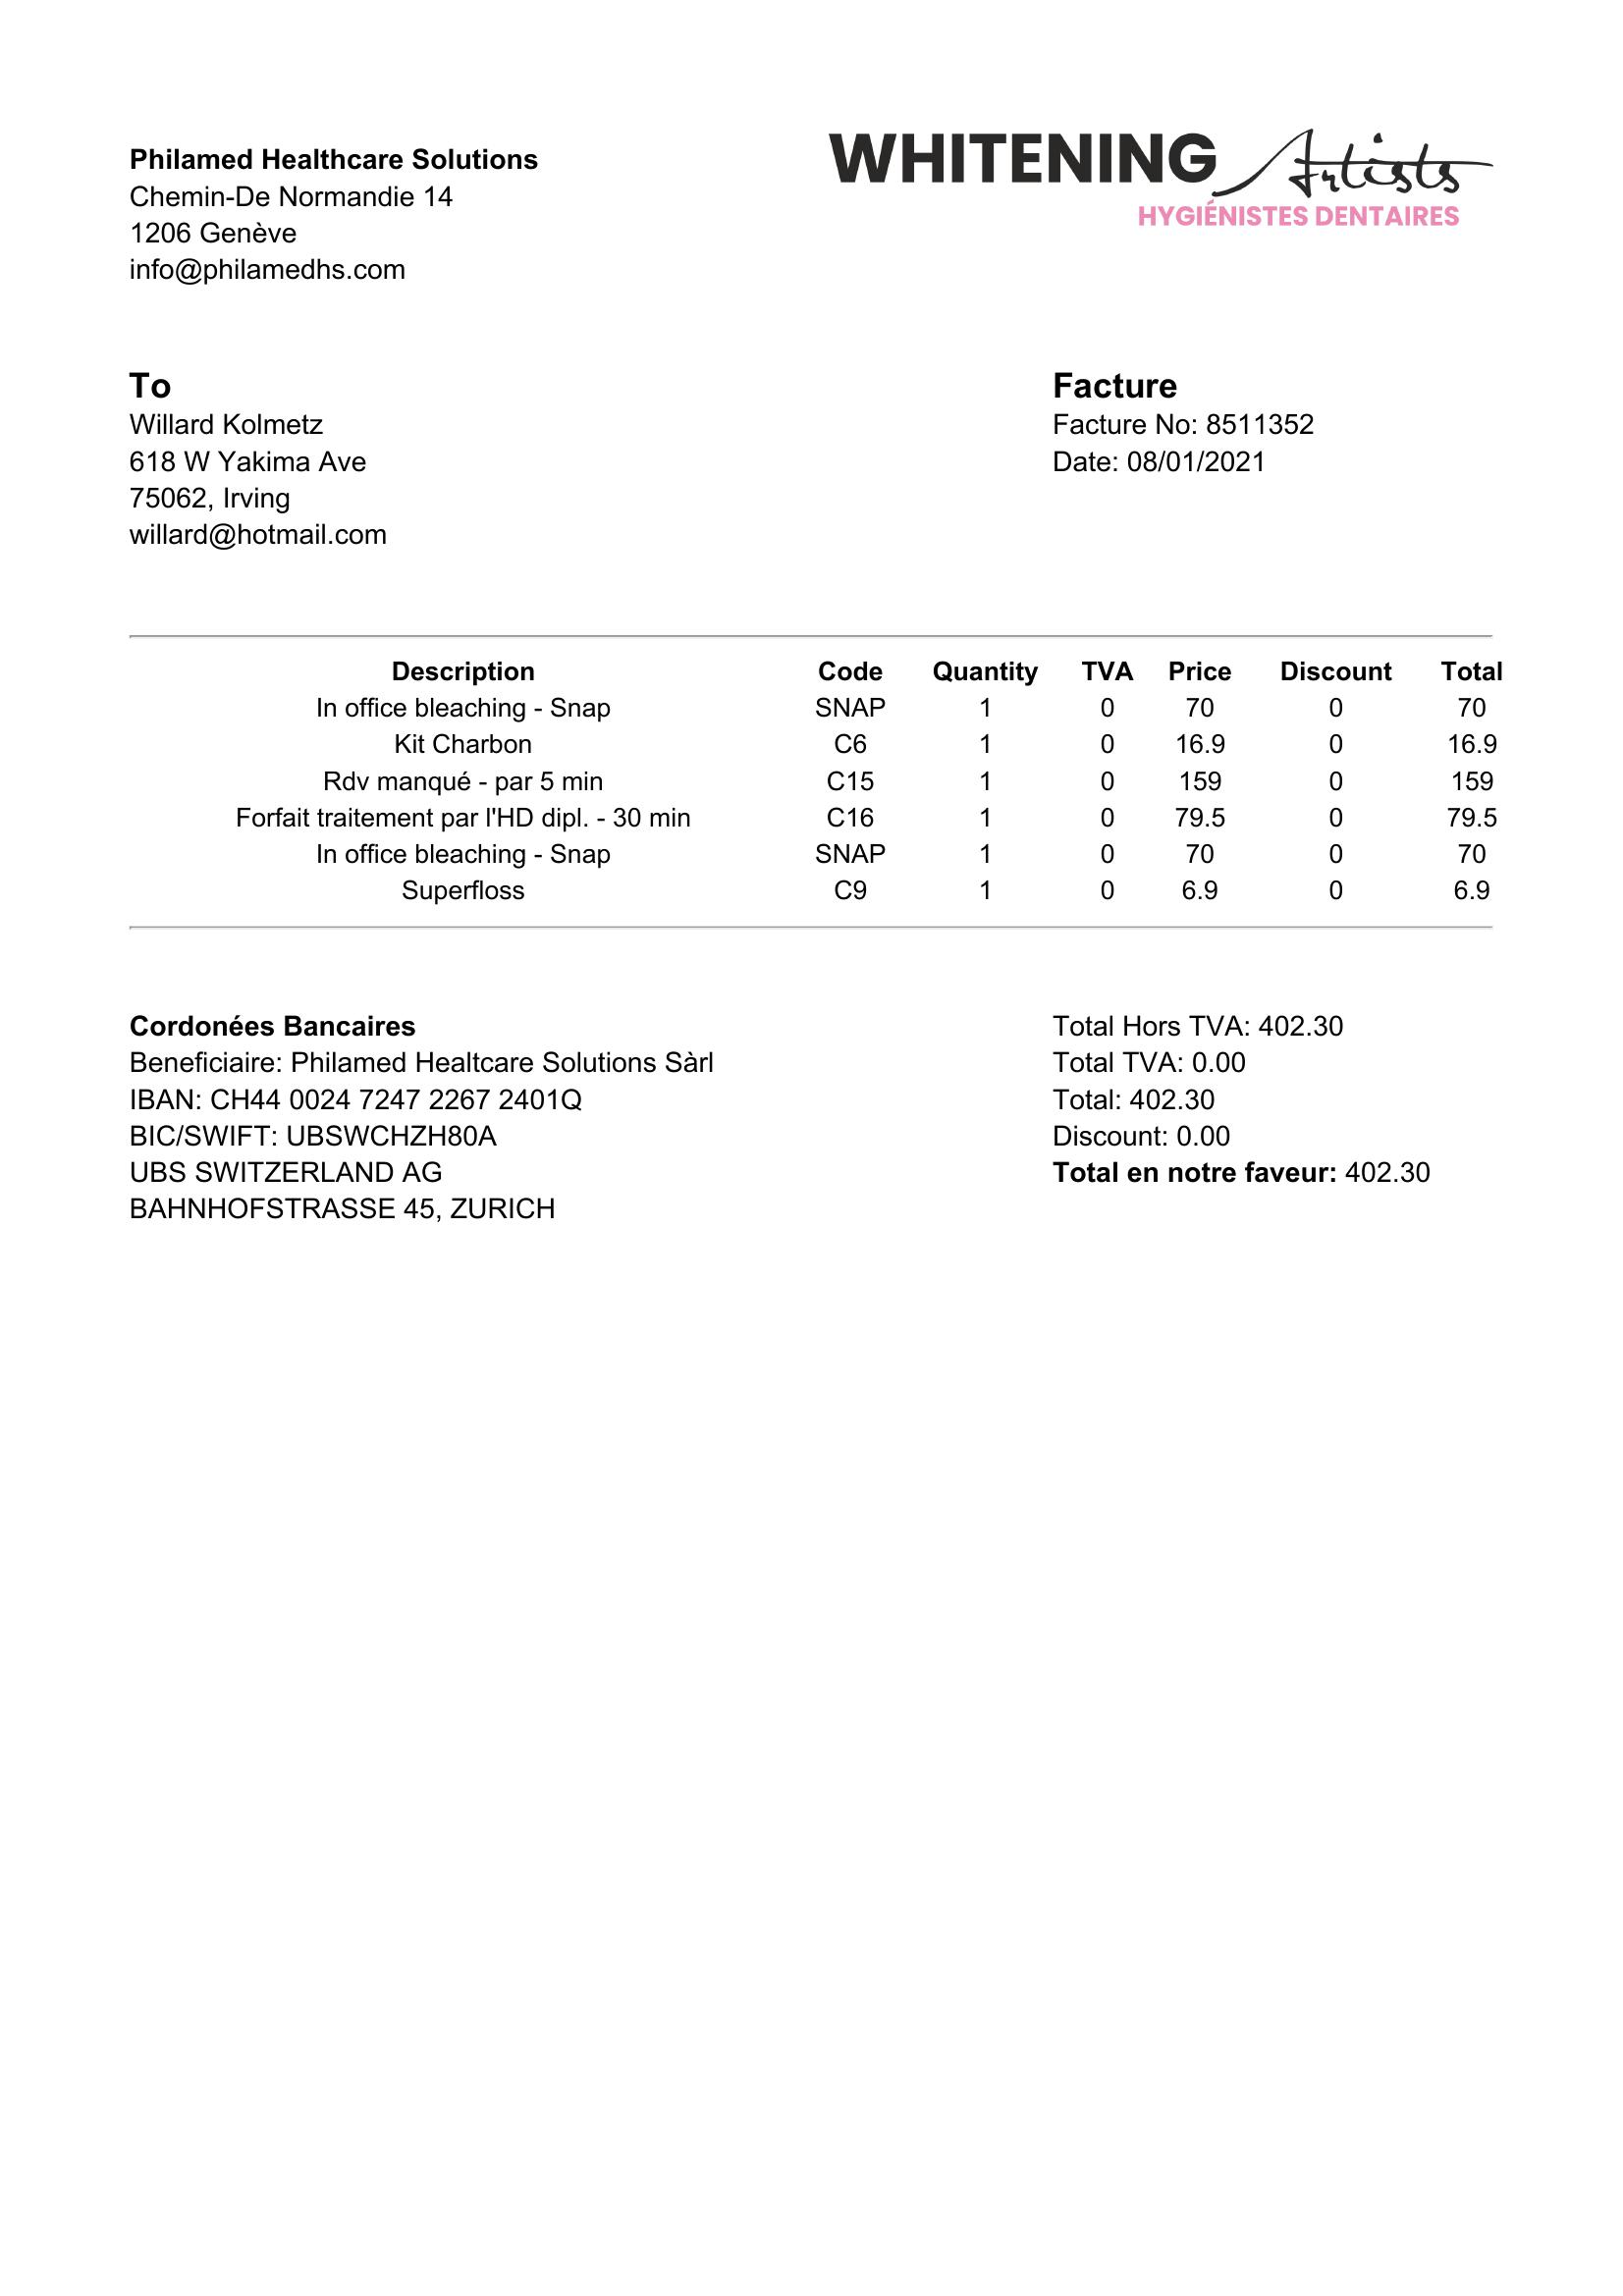 Philamed Healthcare Solutions
Chemin-De Normandie 14
1206 Genève
info@philamedhs.com
WHITENING Artists
HYGIÉNISTES DENTAIRES
To
Willard Kolmetz
618 W Yakima Ave
75062, Irving
willard@hotmail.com
Facture
Facture No: 8511352
Date: 08/01/2021
Description Code Quantity TVA Price Discount Total
In office bleaching - Snap SNAP 1 0 70 0 70
Kit Charbon C6 1 0 16.9 0 16.9
Rdv manqué - par 5 min C15 1 0 159 0 159
Forfait traitement par l'HD dipl. - 30 min C16 1 0 79.5 0 79.5
In office bleaching - Snap SNAP 1 0 70 0 70
Superfloss C9 1 0 6.9 0 6.9
Cordonées Bancaires
Beneficiaire: Philamed Healtcare Solutions Sàrl
IBAN: CH44 0024 7247 2267 2401Q
BIC/SWIFT: UBSWCHZH80A
UBS SWITZERLAND AG
BAHNHOFSTRASSE 45, ZURICH
Total Hors TVA: 402.30
Total TVA: 0.00
Total: 402.30
Discount: 0.00
Total en notre faveur: 402.30